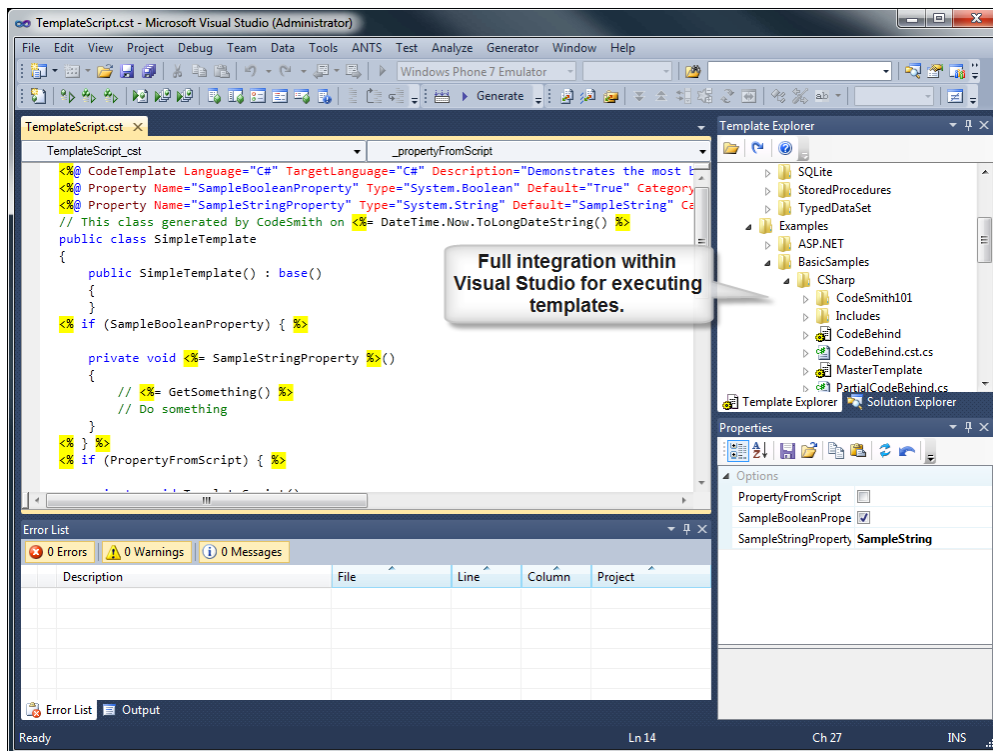 TemplateScript.cst - Microsoft Visual Studio (Administrator)
File Edit View Project Debug Team Data Tools ANTS Test Analyze Generator Window Help
Windows Phone 7 Emulator
Generate
ab
TemplateScript.cst
TemplateScript_cst
_propertyFromScript
<%@ CodeTemplate Language="C#" TargetLanguage="C#" Description="Demonstrates the most
<%@ Property Name="SampleBooleanProperty" Type="System.Boolean" Default="True" Category
<%@ Property Name="SampleStringProperty" Type="System.String" Default="SampleString" Ca
// This class generated by CodeSmith on <%= DateTime.Now.ToLongDateString() %>
public class SimpleTemplate
{
public SimpleTemplate() : base()
{
}
<% if (SampleBooleanProperty) { %>
private void <%= SampleStringProperty %>()
{
// <%= GetSomething() %>
// Do something
}
<% } %>
<% if (PropertyFromScript) { %>
Full integration within
Visual Studio for executing
templates.
Template Explorer
SQLite
StoredProcedures
TypedDataSet
Examples
ASP.NET
BasicSamples
CSharp
CodeSmith101
Includes
CodeBehind
CodeBehind.cst.cs
MasterTemplate
PartialCodeBehind.cs
Template Explorer Solution Explorer
Properties
Options
PropertyFromScript
SampleBooleanPrope
SampleStringProperty SampleString
Error List
0 Errors 0 Warnings 0 Messages
Description File Line Column Project
Error List Output
Ready Ln 14 Ch 27 INS